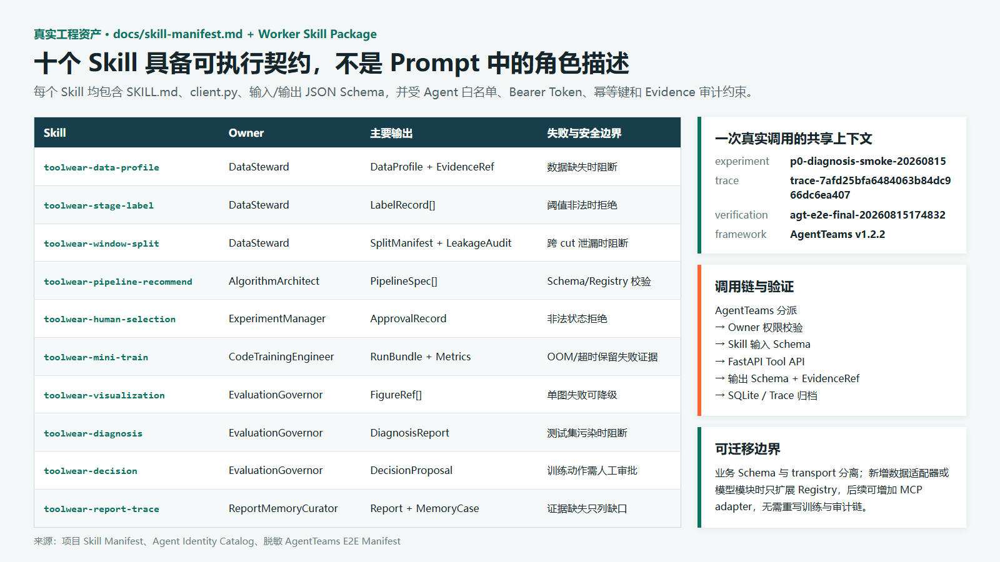 真实工程资产 • docs/skill-manifest.md + Worker Skill Package
十个 Skill 具备可执行契约，不是 Prompt 中的角色描述
每个 Skill 均包含 SKILL.md、client.py、输入/输出 JSON Schema，并受 Agent 白名单、Bearer Token、幂等键和 Evidence 审计约束。
Skill Owner 主要输出 失败与安全边界
toolwear-data-profile DataSteward DataProfile + EvidenceRef 数据缺失时阻断
toolwear-stage-label DataSteward LabelRecord[] 阈值非法时拒绝
toolwear-window-split DataSteward SplitManifest + LeakageAudit 跨 cut 泄漏时阻断
toolwear-pipeline-recommend AlgorithmArchitect PipelineSpec[] Schema/Registry 校验
toolwear-human-selection ExperimentManager ApprovalRecord 非法状态拒绝
toolwear-mini-train CodeTrainingEngineer RunBundle + Metrics OOM/超时保留失败证据
toolwear-visualization EvaluationGovernor FigureRef[] 单图失败可降级
toolwear-diagnosis EvaluationGovernor DiagnosisReport 测试集污染时阻断
toolwear-decision EvaluationGovernor DecisionProposal 训练动作需人工审批
toolwear-report-trace ReportMemoryCurator Report + MemoryCase 证据缺失只列缺口
来源：项目 Skill Manifest、Agent Identity Catalog、脱敏 AgentTeams E2E Manifest
一次真实调用的共享上下文
experiment p0-diagnosis-smoke-20260815
trace trace-7afd25bfa6484063b84dc9
66dc6ea407
verification agt-e2e-final-20260815174832
framework AgentTeams v1.2.2
调用链与验证
AgentTeams 分派
→ Owner 权限校验
→ Skill 输入 Schema
→ FastAPI Tool API
→ 输出 Schema + EvidenceRef
→ SQLite / Trace 归档
可迁移边界
业务 Schema 与 transport 分离；新增数据适配器或
模型模块时只扩展 Registry，后续可增加 MCP
adapter，无需重写训练与审计链。